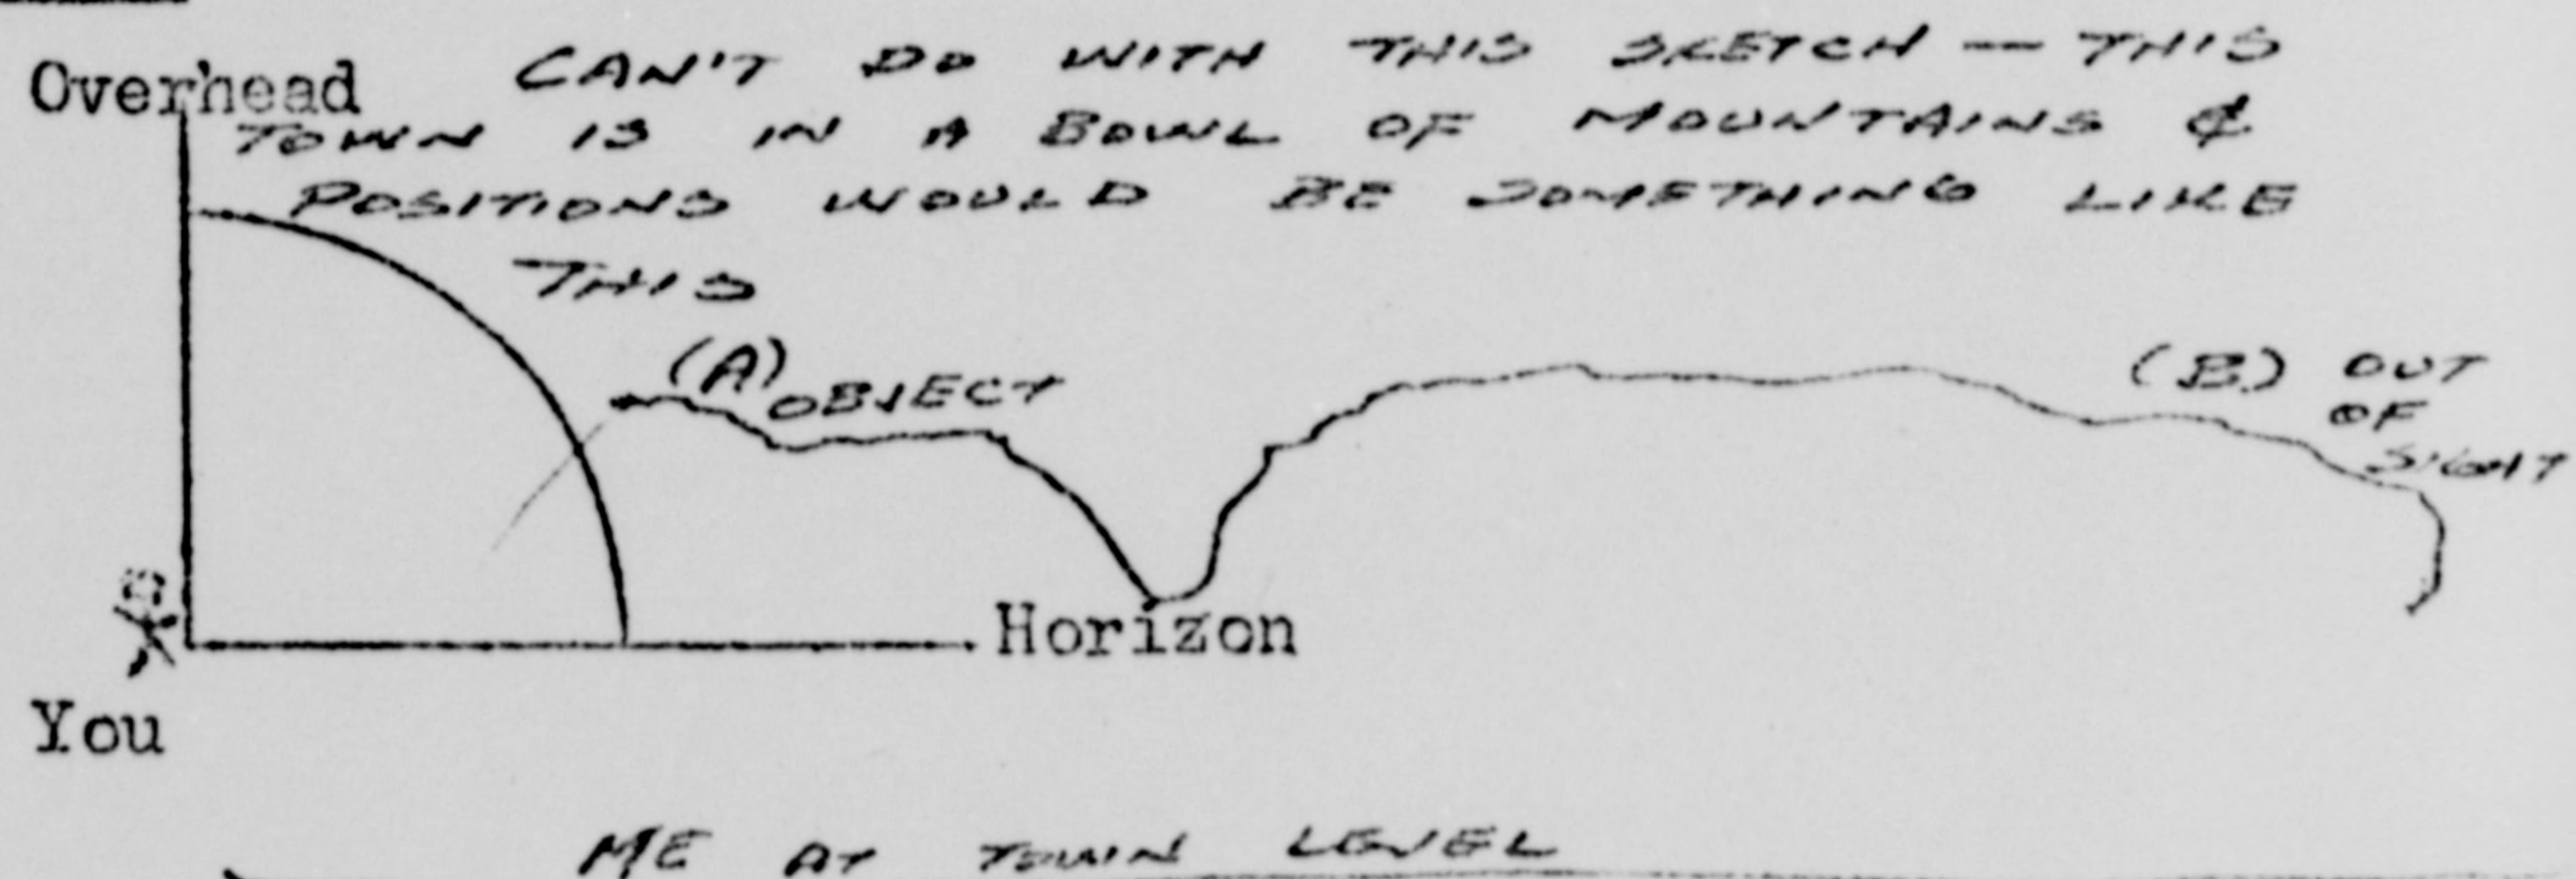 Overhead CAN'T DO WITH THIS SKETCH — THIS
TOWN IS IN A BOWL OF MOUNTAINS &
POSITIONS WOULD BE SOMETHING LIKE
THIS
(A) OBJECT
(B) OUT
OF
SIGHT
Horizon
You
ME AT TOWN LEVEL